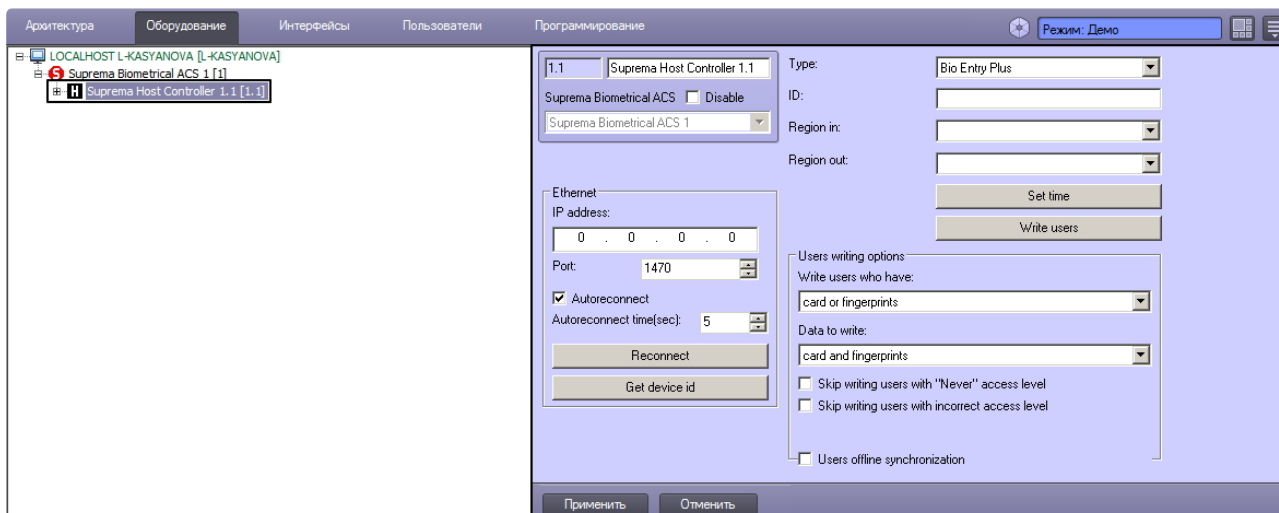 Архитектура Оборудование Интерфейсы Пользователи Программирование Режим: Демо
LOCALHOST L-KASYANOVA [L-KASYANOVA]
Suprema Biometrical ACS 1 [1]
Suprema Host Controller 1.1 [1.1]
1.1 Suprema Host Controller 1.1
Suprema Biometrical ACS Disable
Suprema Biometrical ACS 1
Ethernet
IP address:
0 . 0 . 0 . 0
Port: 1470
Autoreconnect
Autoreconnect time(sec): 5
Reconnect
Get device id
Type: Bio Entry Plus
ID:
Region in:
Region out:
Set time
Write users
Users writing options
Write users who have:
card or fingerprints
Data to write:
card and fingerprints
Skip writing users with "Never" access level
Skip writing users with incorrect access level
Users offline synchronization
Применить Отменить